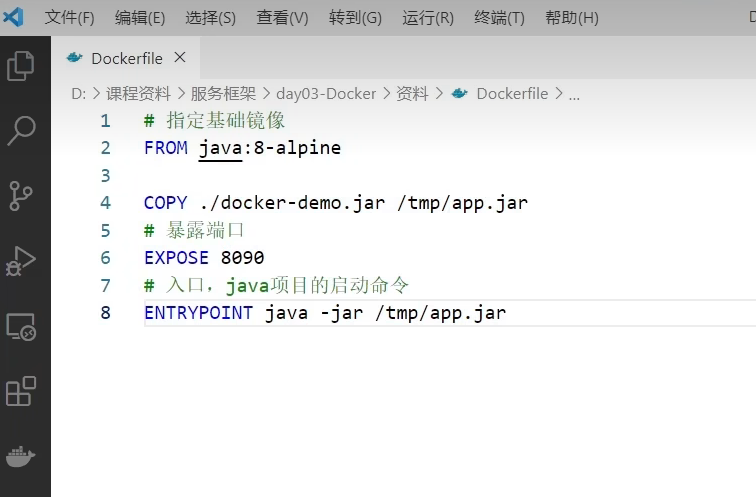 文件(F) 编辑(E) 选择(S) 查看(V) 转到(G) 运行(R) 终端(T) 帮助(H)
Dockerfile ×
D: > 课程资料 > 服务框架 > day03-Docker > 资料 > Dockerfile > ...
1 # 指定基础镜像
2 FROM java:8-alpine
3
4 COPY ./docker-demo.jar /tmp/app.jar
5 # 暴露端口
6 EXPOSE 8090
7 # 入口，java项目的启动命令
8 ENTRYPOINT java -jar /tmp/app.jar